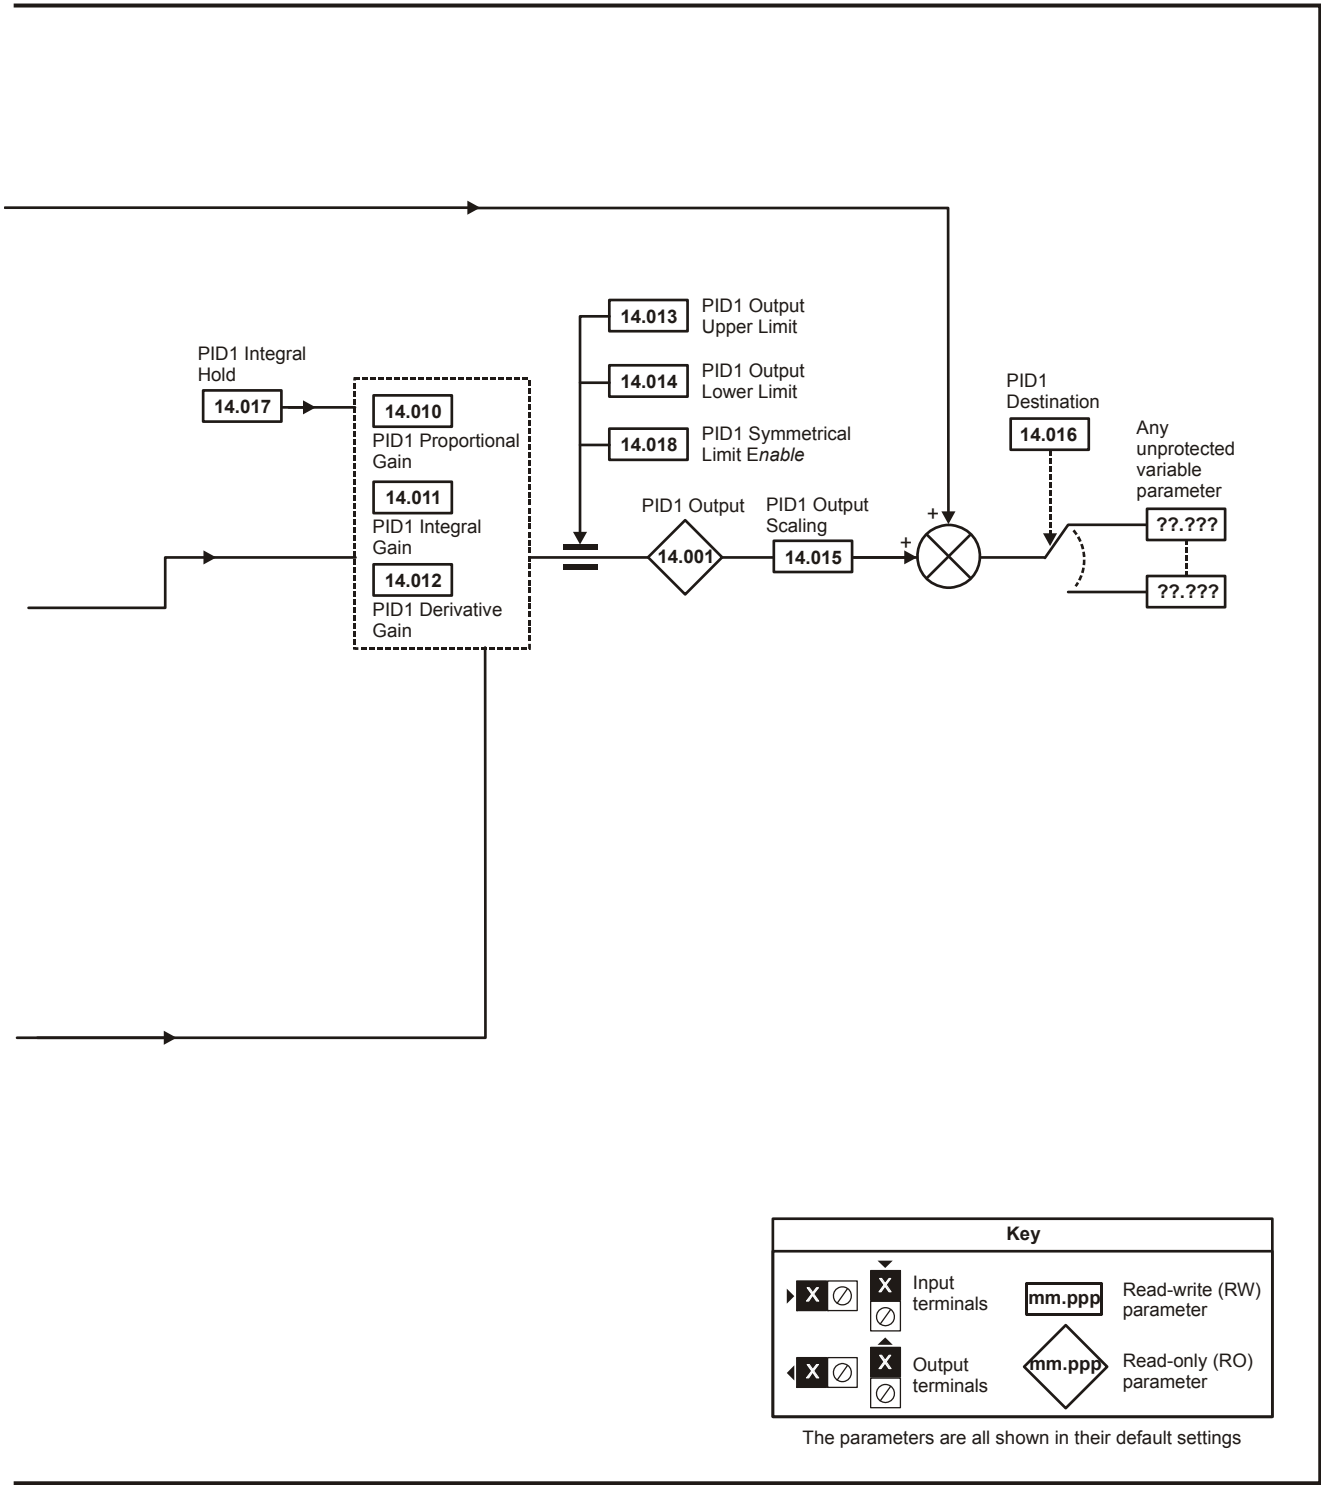 14.013
PID1 Output
Upper Limit
PID1 Integral
Hold
14.017
14.014
PID1 Output
Lower Limit
14.018
PID1 Symmetrical
Limit Enable
14.010
PID1 Proportional
Gain
14.011
PID1 Integral
Gain
14.012
PID1 Derivative
Gain
PID1 Output
14.001
PID1 Output
Scaling
14.015
+
+
PID1
Destination
14.016
Any
unprotected
variable
parameter
??.???
??.???
Key
X
X
Input
terminals
mm.ppp
Read-write (RW)
parameter
X
X
Output
terminals
mm.ppp
Read-only (RO)
parameter
The parameters are all shown in their default settings